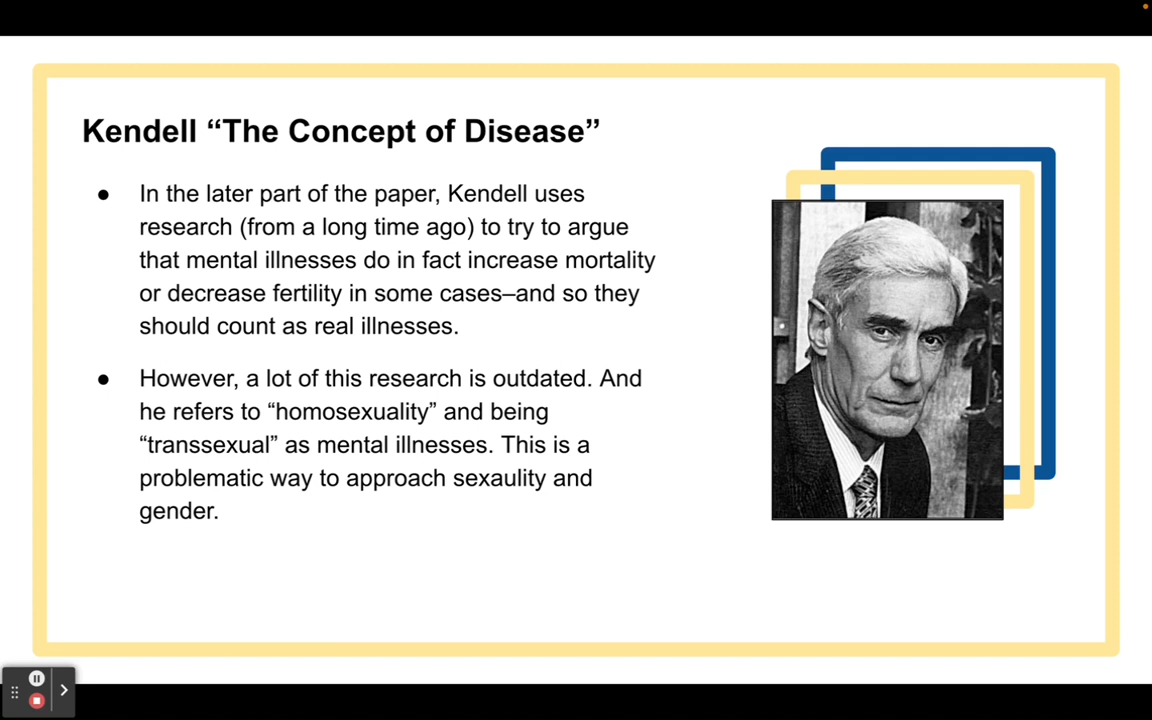 Kendell “The Concept of Disease”
● In the later part of the paper, Kendell uses
research (from a long time ago) to try to argue
that mental illnesses do in fact increase mortality
or decrease fertility in some cases–and so they
should count as real illnesses.
● However, a lot of this research is outdated. And
he refers to “homosexuality” and being
“transsexual” as mental illnesses. This is a
problematic way to approach sexaulity and
gender.